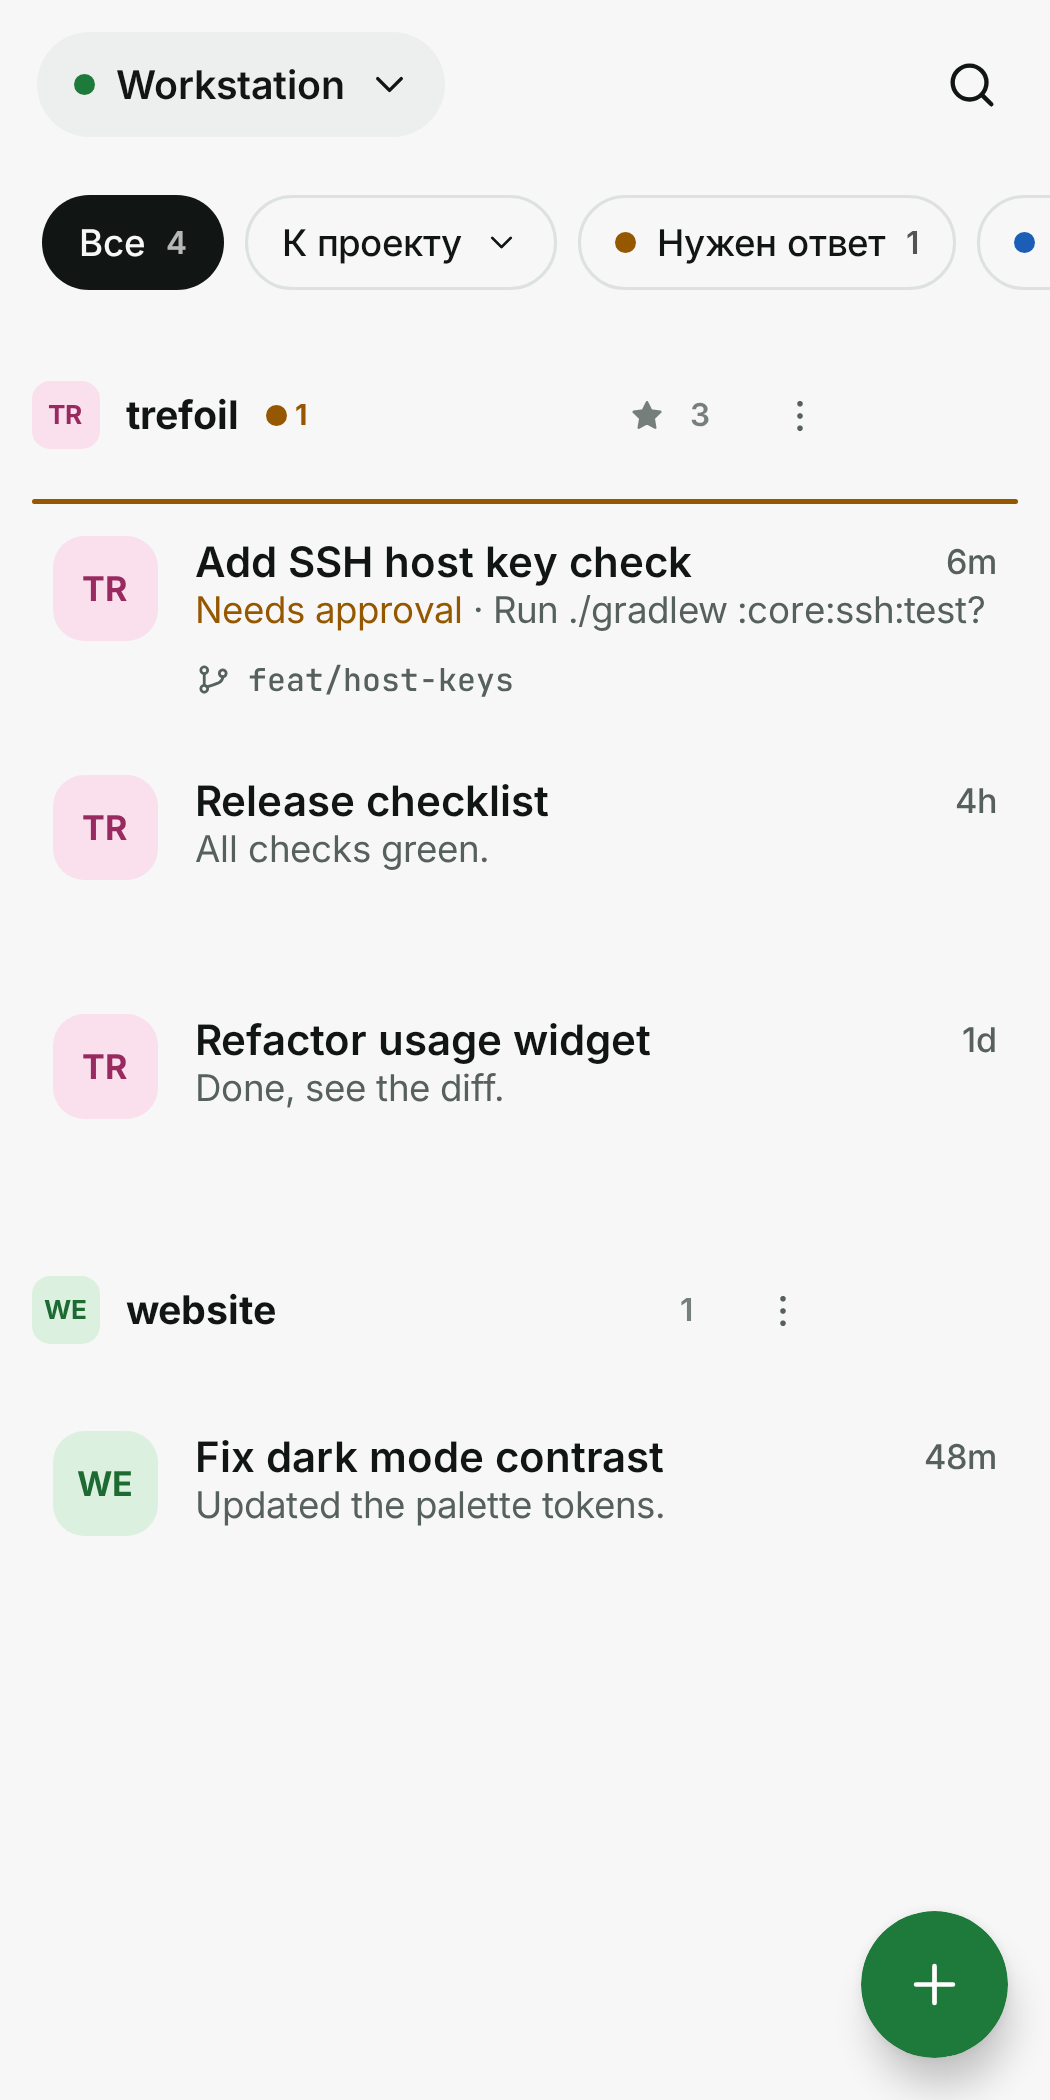 Workstation
Все 4
К проекту
Нужен ответ 1
TR trefoil 1 3
TR Add SSH host key check 6m
Needs approval · Run ./gradlew :core:ssh:test?
feat/host-keys
TR Release checklist 4h
All checks green.
TR Refactor usage widget 1d
Done, see the diff.
WE website 1
WE Fix dark mode contrast 48m
Updated the palette tokens.